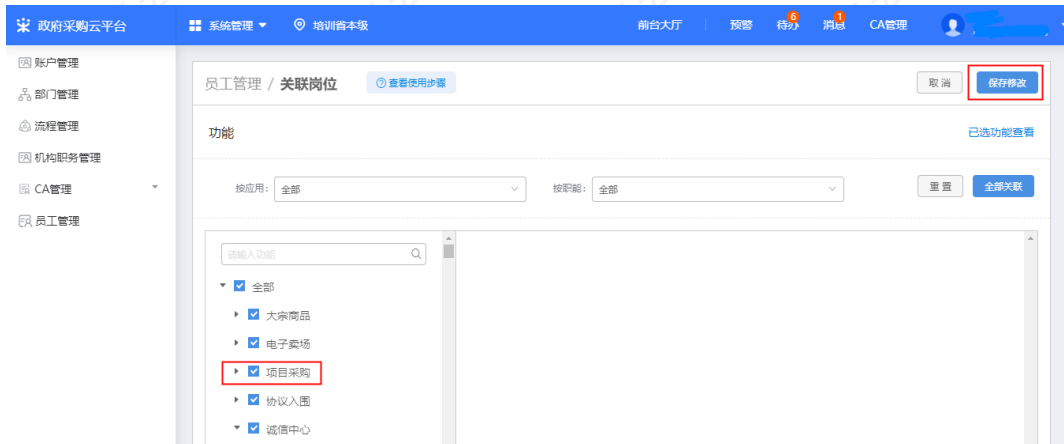 政府采购云平台 系统管理 培训省本级 前台大厅 预警 待办 6 消息 1 CA管理
账户管理
部门管理
流程管理
机构职务管理
CA管理
员工管理
员工管理 / 关联岗位 查看使用步骤 取消 保存修改
功能 已选功能查看
按应用: 全部 按职能: 全部 重置 全部关联
请输入功能
全部
大宗商品
电子卖场
项目采购
协议入围
诚信中心